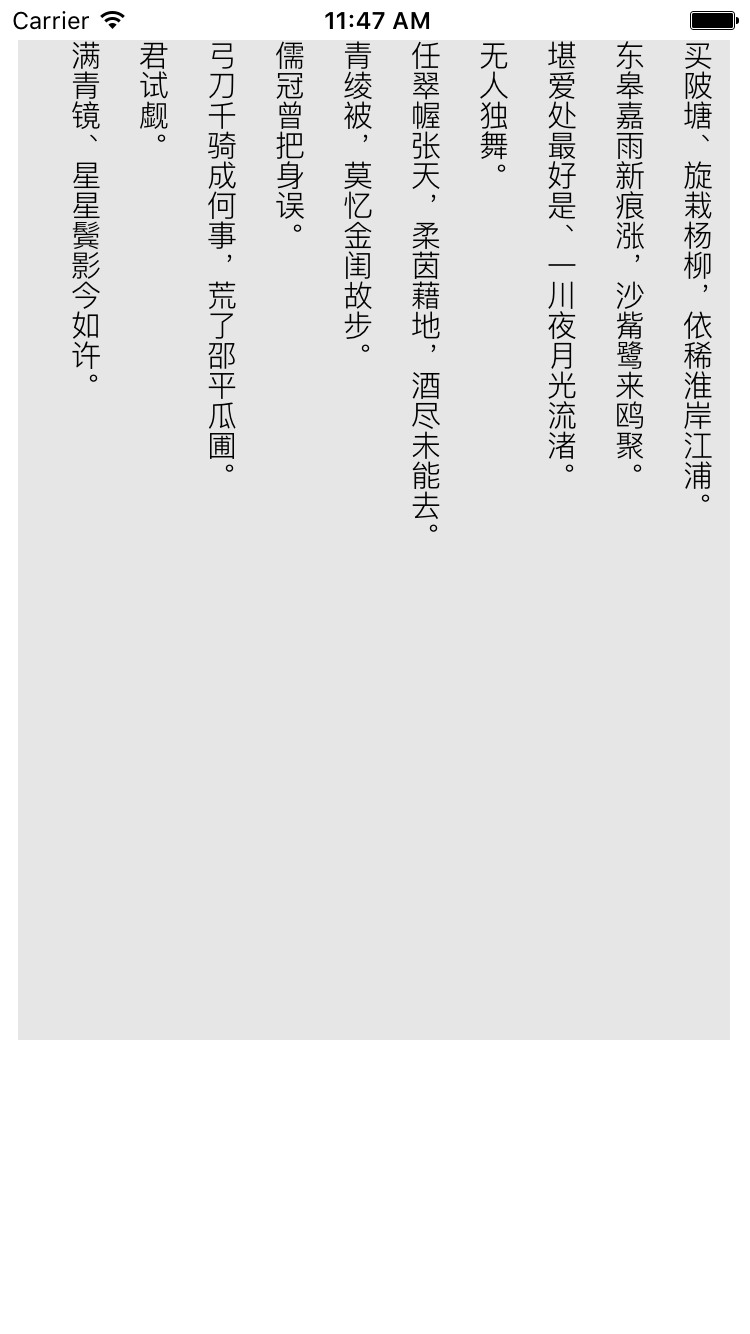 Carrier 11:47 AM
买陂塘、旋栽杨柳，依稀淮岸江浦。
东皋嘉雨新痕涨，沙觜鹭来鸥聚。
堪爱处最好是、一川夜月光流渚。
无人独舞。
任翠幄张天，柔茵藉地，酒尽未能去。
青绫被，莫忆金闺故步。
儒冠曾把身误。
弓刀千骑成何事，荒了邵平瓜圃。
君试觑。
满青镜、星星鬓影今如许。